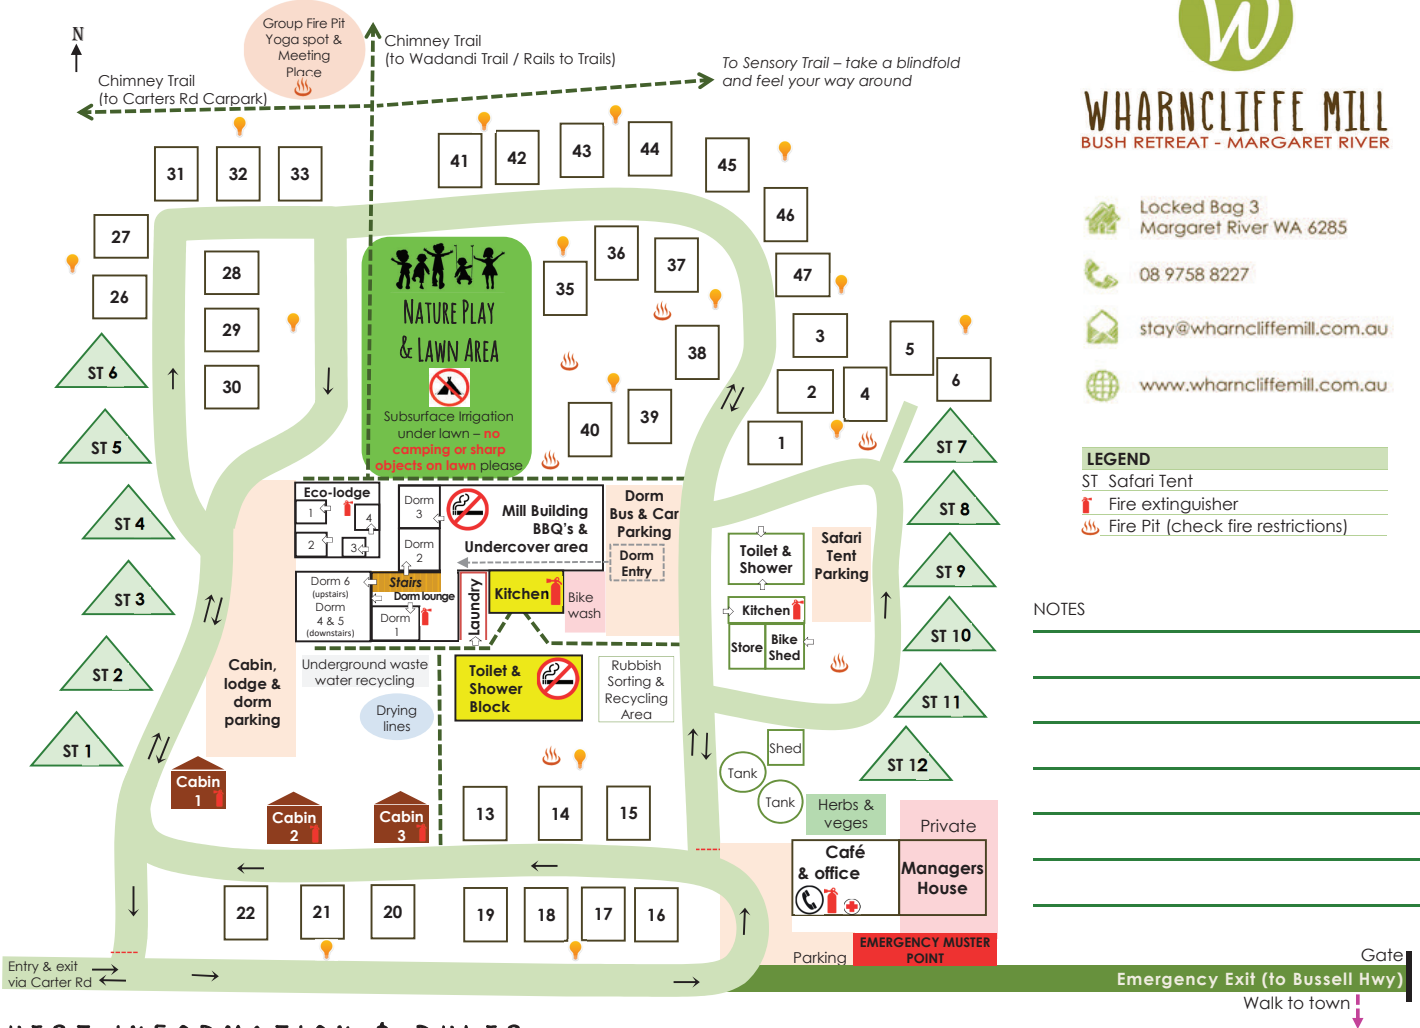 N
Group Fire Pit
Yoga spot &
Meeting
Place
Chimney Trail
(to Wadandi Trail / Rails to Trails)
Chimney Trail
(to Carters Rd Carpark)
To Sensory Trail – take a blindfold
and feel your way around
W
WHARNCLIFFE MILL
BUSH RETREAT - MARGARET RIVER
Locked Bag 3
Margaret River WA 6285
08 9758 8227
stay@wharncliffemill.com.au
www.wharncliffemill.com.au
LEGEND
ST Safari Tent
Fire extinguisher
Fire Pit (check fire restrictions)
NOTES
31
32
33
41
42
43
44
45
46
47
27
26
28
29
30
35
36
37
38
39
40
3
2
4
5
6
1
NATURE PLAY
& LAWN AREA
Subsurface Irrigation
under lawn – no
camping or sharp
objects on lawn please
ST 6
ST 5
ST 4
ST 3
ST 2
ST 1
ST 7
ST 8
ST 9
ST 10
ST 11
ST 12
Eco-lodge
1
2
3
4
Dorm
3
Dorm
2
Mill Building
BBQ's &
Undercover area
Dorm
Bus & Car
Parking
Dorm
Entry
Dorm 6
(upstairs)
Dorm
4 & 5
(downstairs)
Stairs
Dorm lounge
Dorm
1
Laundry
Kitchen
Bike
wash
Toilet &
Shower
Safari
Tent
Parking
Kitchen
Store
Bike
Shed
Cabin,
lodge &
dorm
parking
Underground waste
water recycling
Drying
lines
Toilet &
Shower
Block
Rubbish
Sorting &
Recycling
Area
Cabin
1
Cabin
2
Cabin
3
13
14
15
Shed
Tank
Tank
Herbs &
veges
Private
Café
& office
Managers
House
22
21
20
19
18
17
16
Parking
EMERGENCY MUSTER
POINT
Entry & exit
via Carter Rd
Gate
Emergency Exit (to Bussell Hwy)
Walk to town